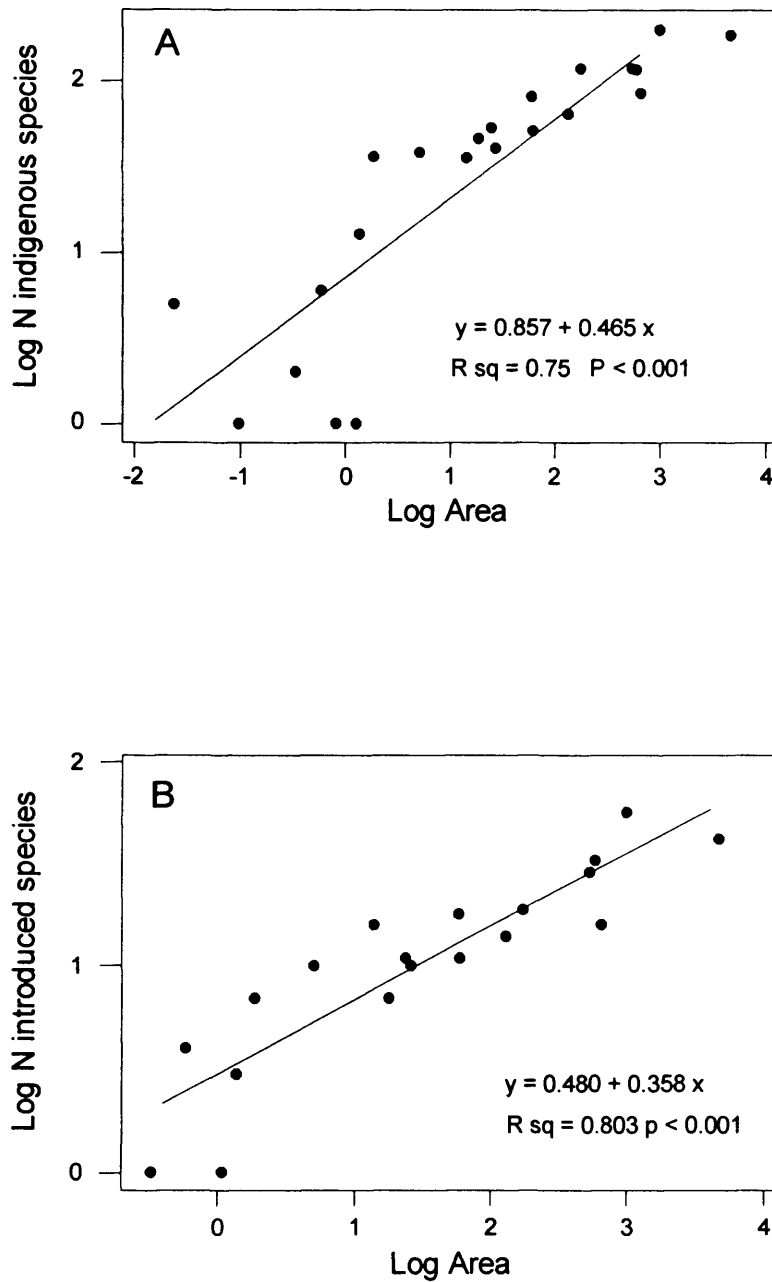 A
Log N indigenous species
2
1
0
y = 0.857 + 0.465 x
R sq = 0.75 P < 0.001
-2 -1 0 1 2 3 4
Log Area
B
Log N introduced species
2
1
0
y = 0.480 + 0.358 x
R sq = 0.803 p < 0.001
0 1 2 3 4
Log Area